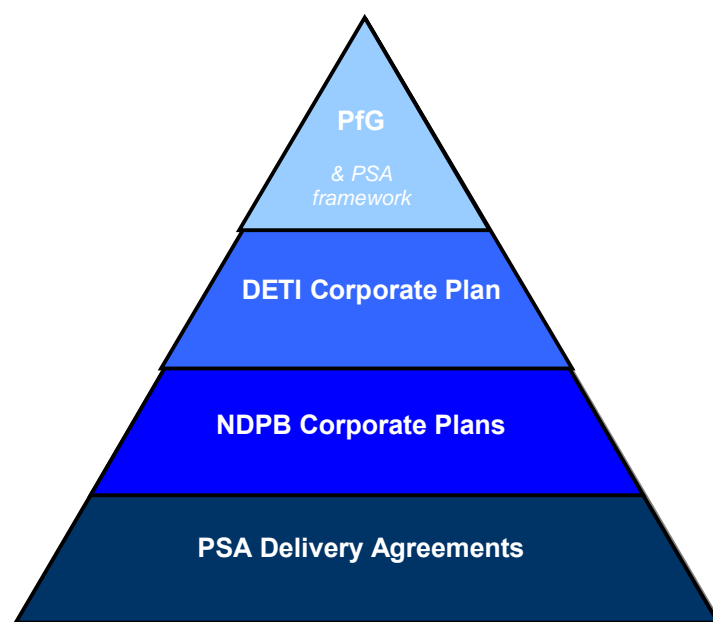 PfG
& PSA
framework
DETI Corporate Plan
NDPB Corporate Plans
PSA Delivery Agreements